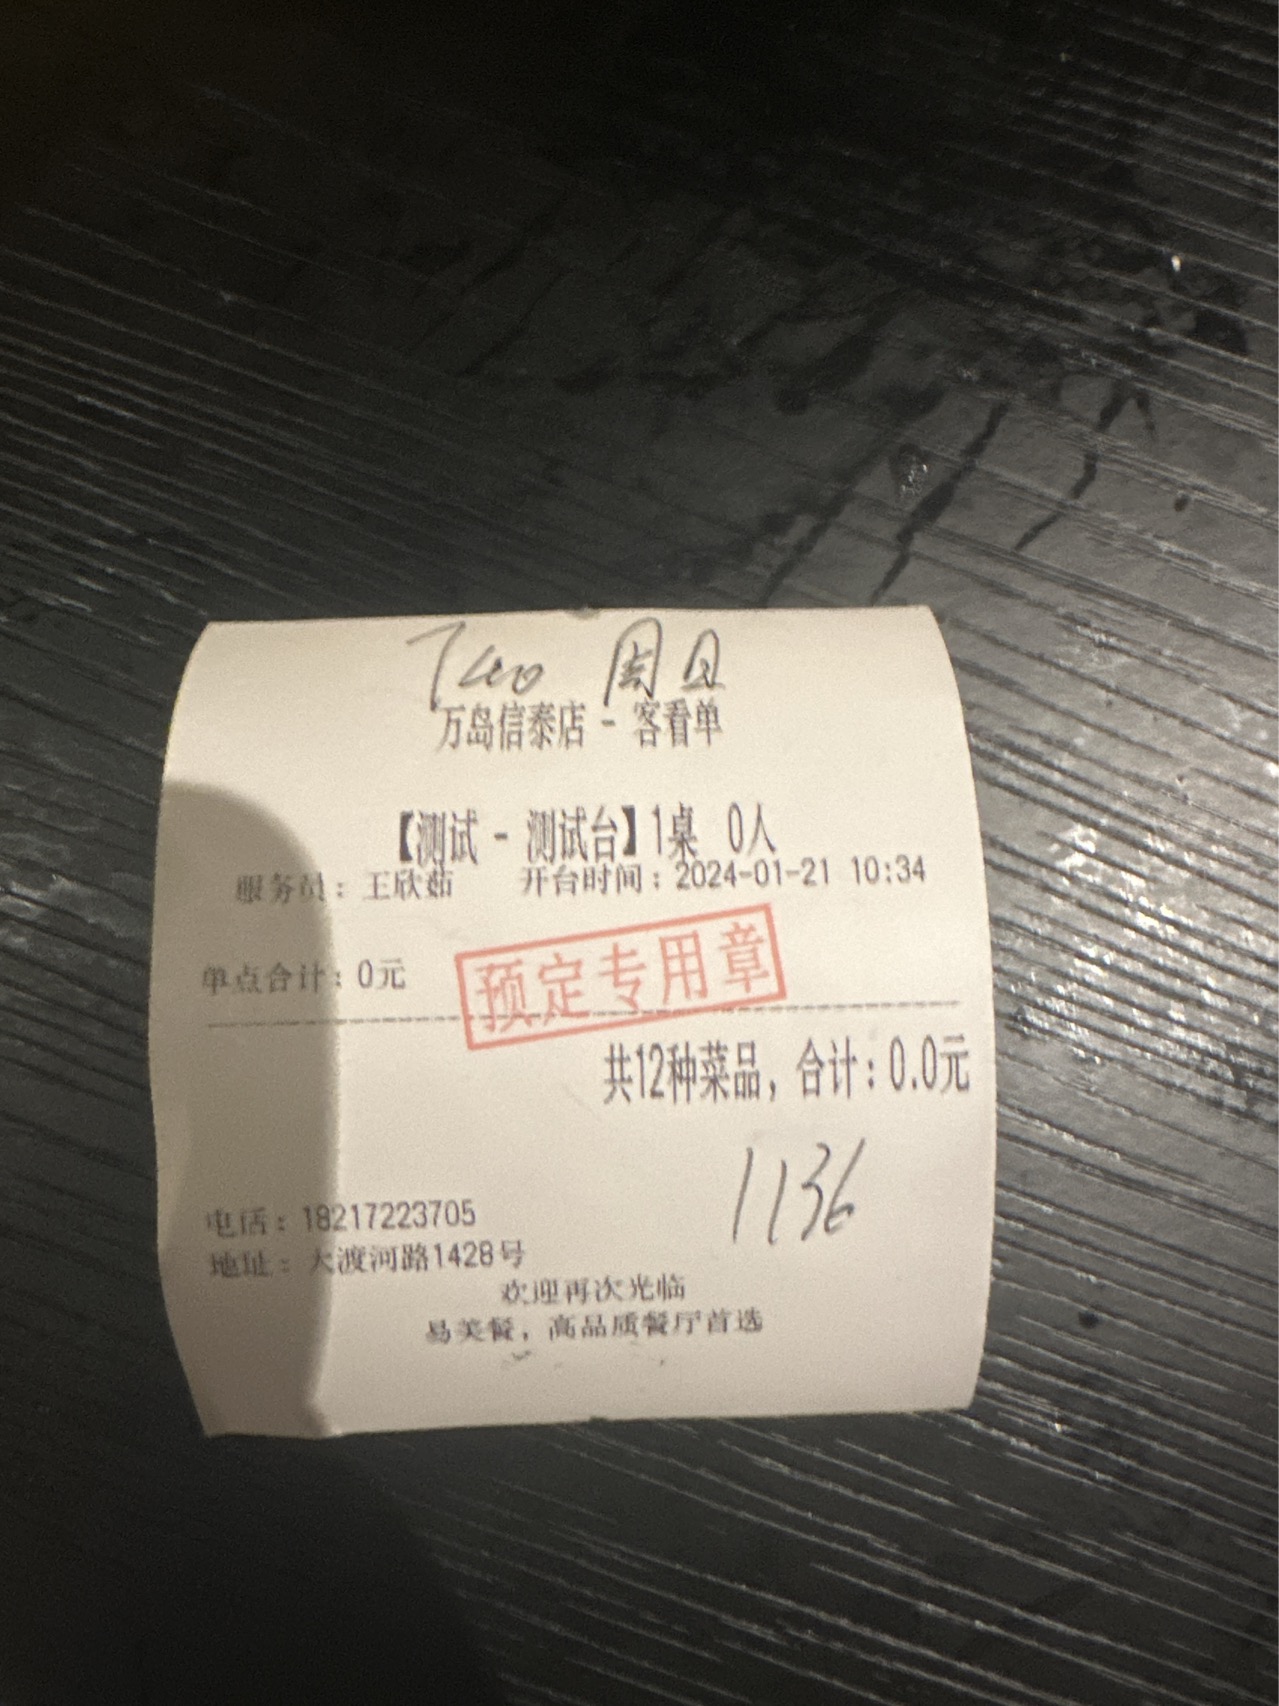 T40 周日
万岛信泰店 - 客看单
【测试 - 测试台】1桌 0人
服务员：王欣茹 开台时间：2024-01-21 10:34
单点合计：0元
预定专用章
共12种菜品，合计：0.0元
1136
电话：18217223705
地址：大渡河路1428号
欢迎再次光临
易美餐，高品质餐厅首选